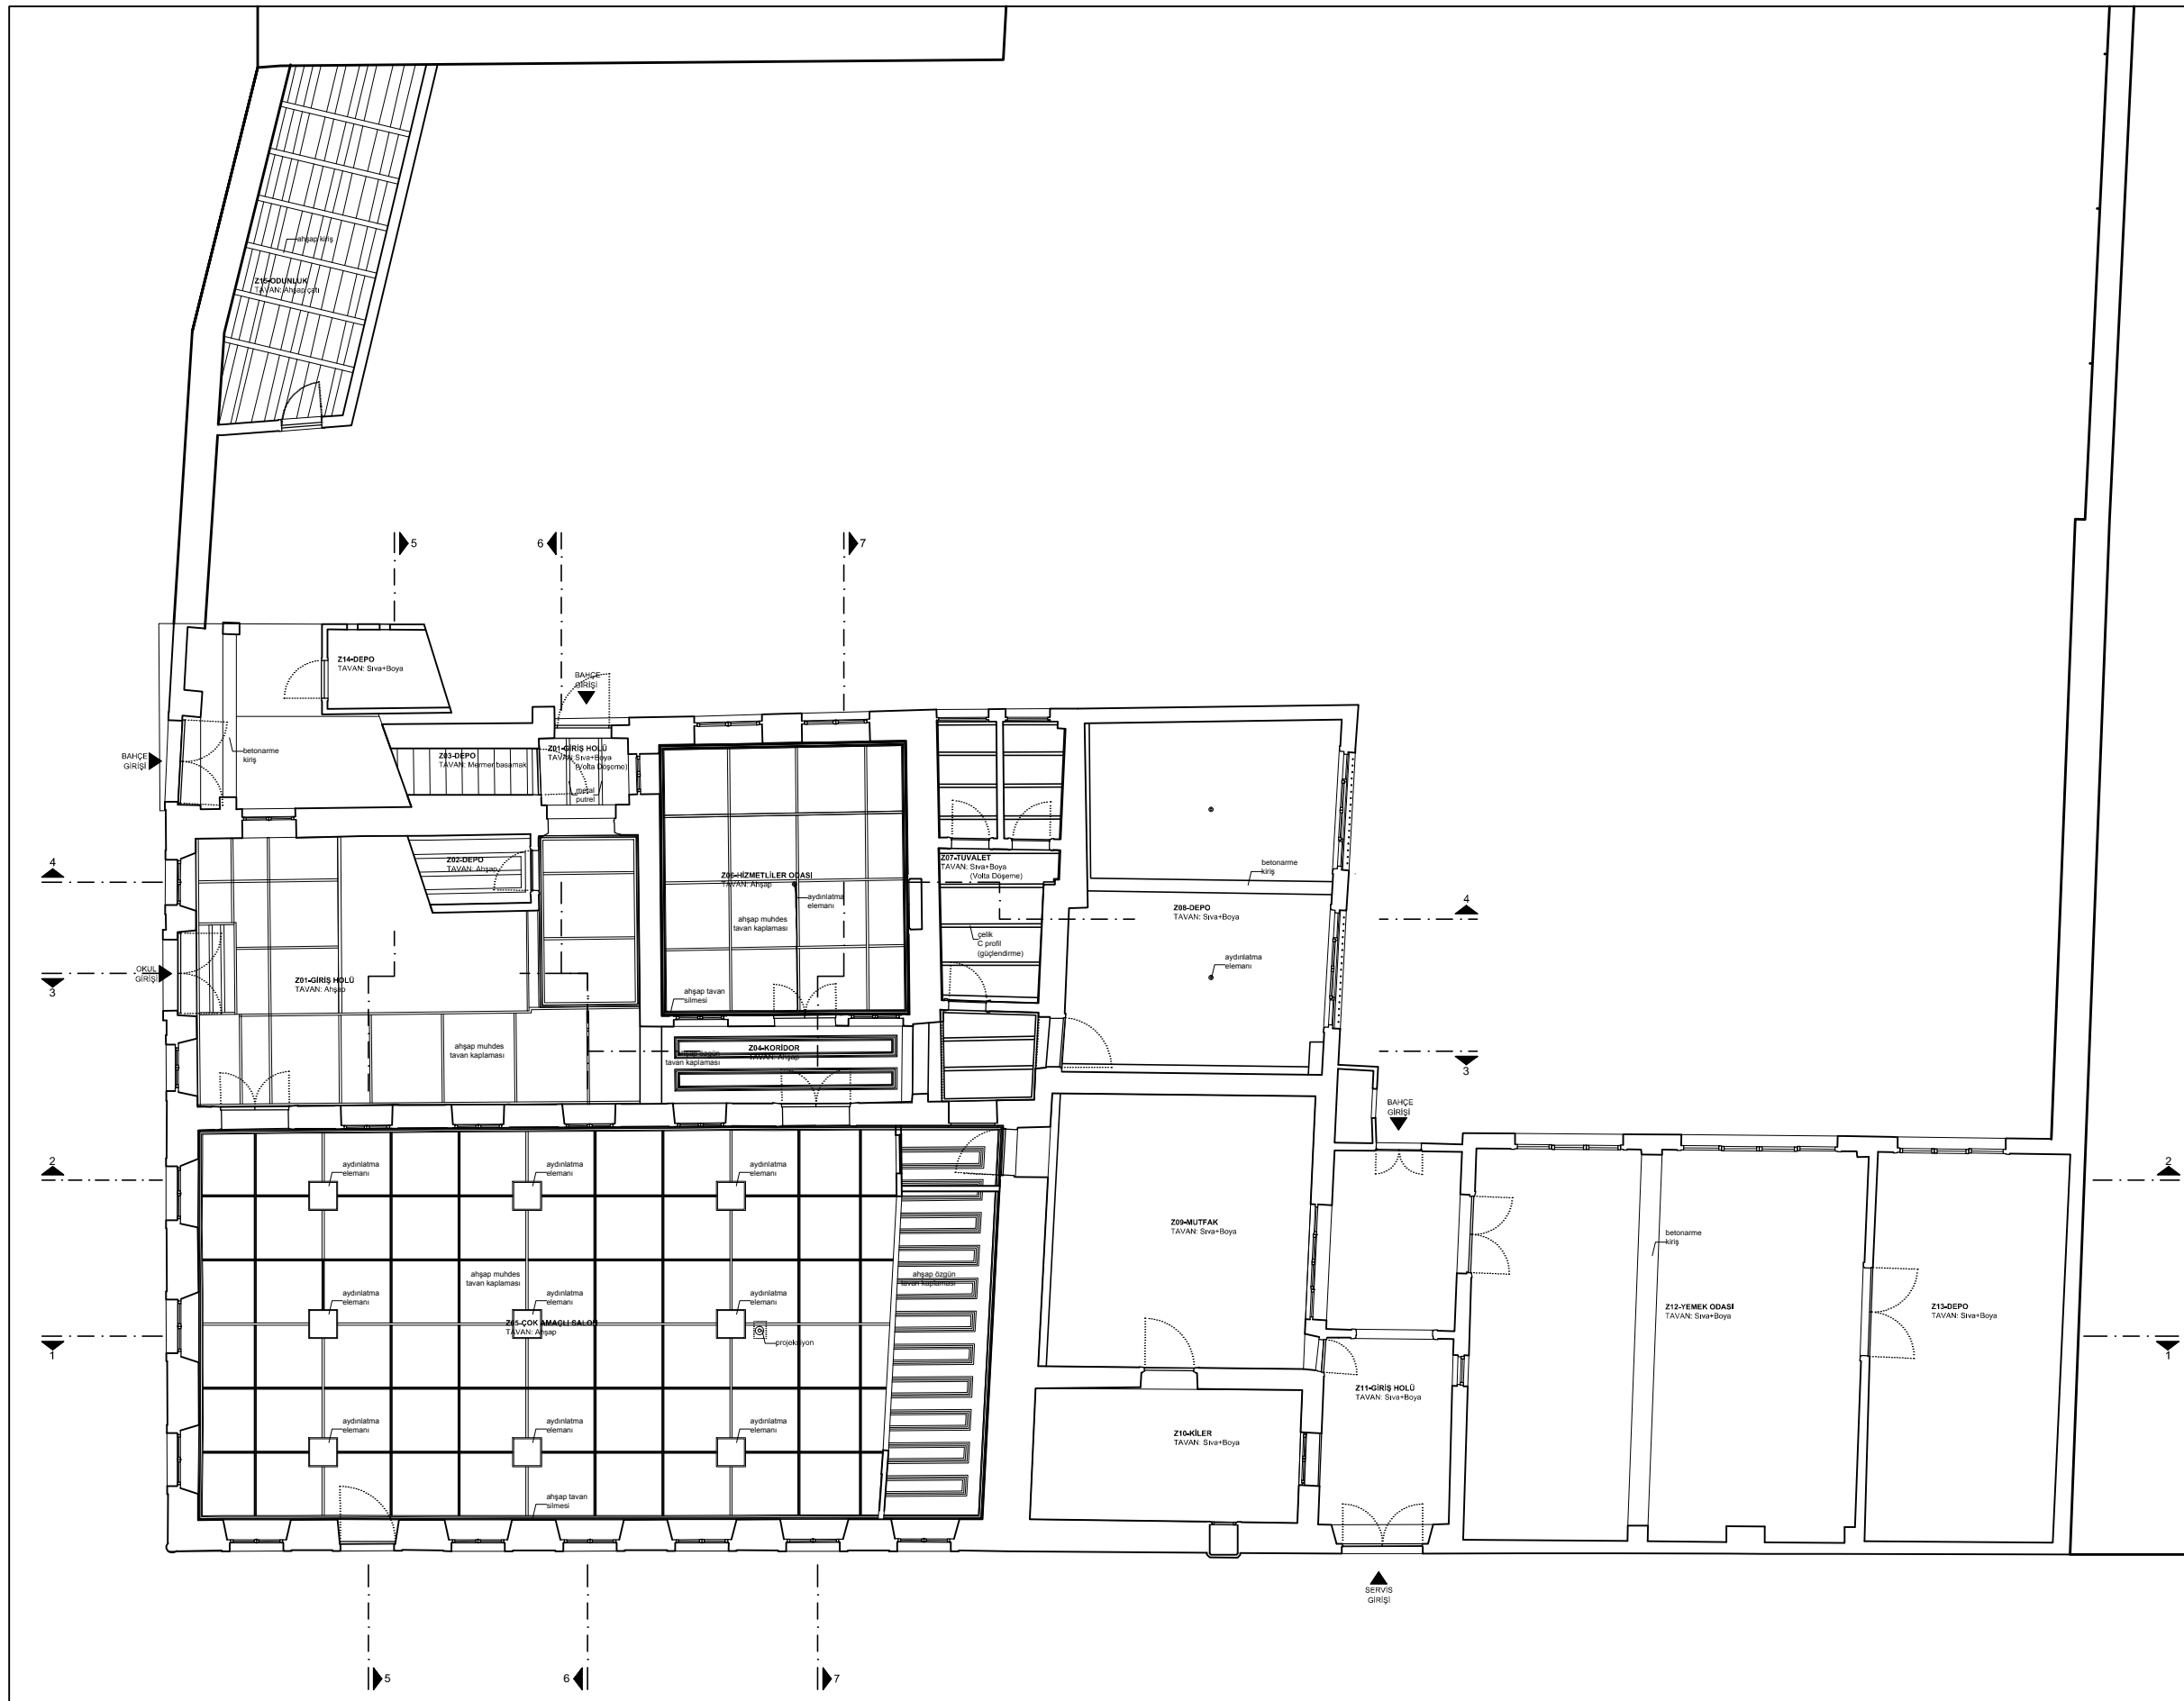 ahşap kiriş
Z15-ODUNLUK
TAVAN: Ahşap çatı
5
6
7
Z14-DEPO
TAVAN: Sıva+Boya
BAHÇE
GİRİŞİ
BAHÇE
GİRİŞİ
betonarme
kiriş
Z03-DEPO
TAVAN: Mermer basamak
Z01-GİRİŞ HOLÜ
TAVAN: Sıva+Boya
(Volta Döşeme)
metal
putrel
4
Z02-DEPO
TAVAN: Ahşap
Z06-HİZMETLİLER ODASI
TAVAN: Ahşap
aydınlatma
elemanı
ahşap muhdes
tavan kaplaması
Z07-TUVALET
TAVAN: Sıva+Boya
(Volta Döşeme)
betonarme
kiriş
Z08-DEPO
TAVAN: Sıva+Boya
4
çelik
C profil
(güçlendirme)
aydınlatma
elemanı
OKUL
GİRİŞİ
3
Z01-GİRİŞ HOLÜ
TAVAN: Ahşap
ahşap tavan
silmesi
ahşap muhdes
tavan kaplaması
Z04-KORİDOR
TAVAN: Ahşap
ahşap özgün
tavan kaplaması
3
BAHÇE
GİRİŞİ
2
aydınlatma
elemanı
aydınlatma
elemanı
aydınlatma
elemanı
2
Z09-MUTFAK
TAVAN: Sıva+Boya
betonarme
kiriş
ahşap muhdes
tavan kaplaması
ahşap özgün
tavan kaplaması
aydınlatma
elemanı
aydınlatma
elemanı
aydınlatma
elemanı
Z05-ÇOK AMAÇLI SALON
TAVAN: Ahşap
projeksiyon
Z12-YEMEK ODASI
TAVAN: Sıva+Boya
Z13-DEPO
TAVAN: Sıva+Boya
1
1
Z11-GİRİŞ HOLÜ
TAVAN: Sıva+Boya
aydınlatma
elemanı
aydınlatma
elemanı
aydınlatma
elemanı
Z10-KİLER
TAVAN: Sıva+Boya
ahşap tavan
silmesi
SERVİS
GİRİŞİ
5
6
7